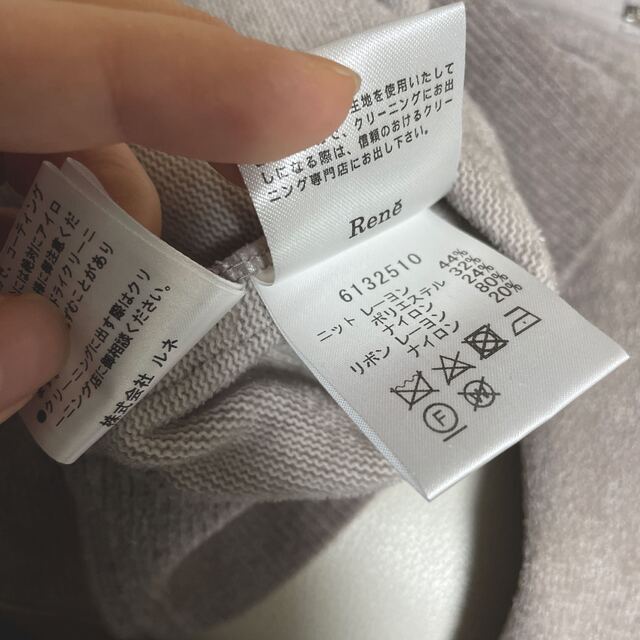 生地を使用いたして
クリーニングにお出
しになる際は、信頼のおけるクリー
ニング専門店にお出し下さい。
René
6132510
ニット レーヨン 44%
ポリエステル 32%
ナイロン 24%
リボン レーヨン 80%
ナイロン 20%
F
コーディング
は絶対にアイロ
ご注意くだ
ドライクリーニ
ことがあり
●クリーニングに出す際はクリ
ーニング店に御相談ください。
株式会社 ルネ